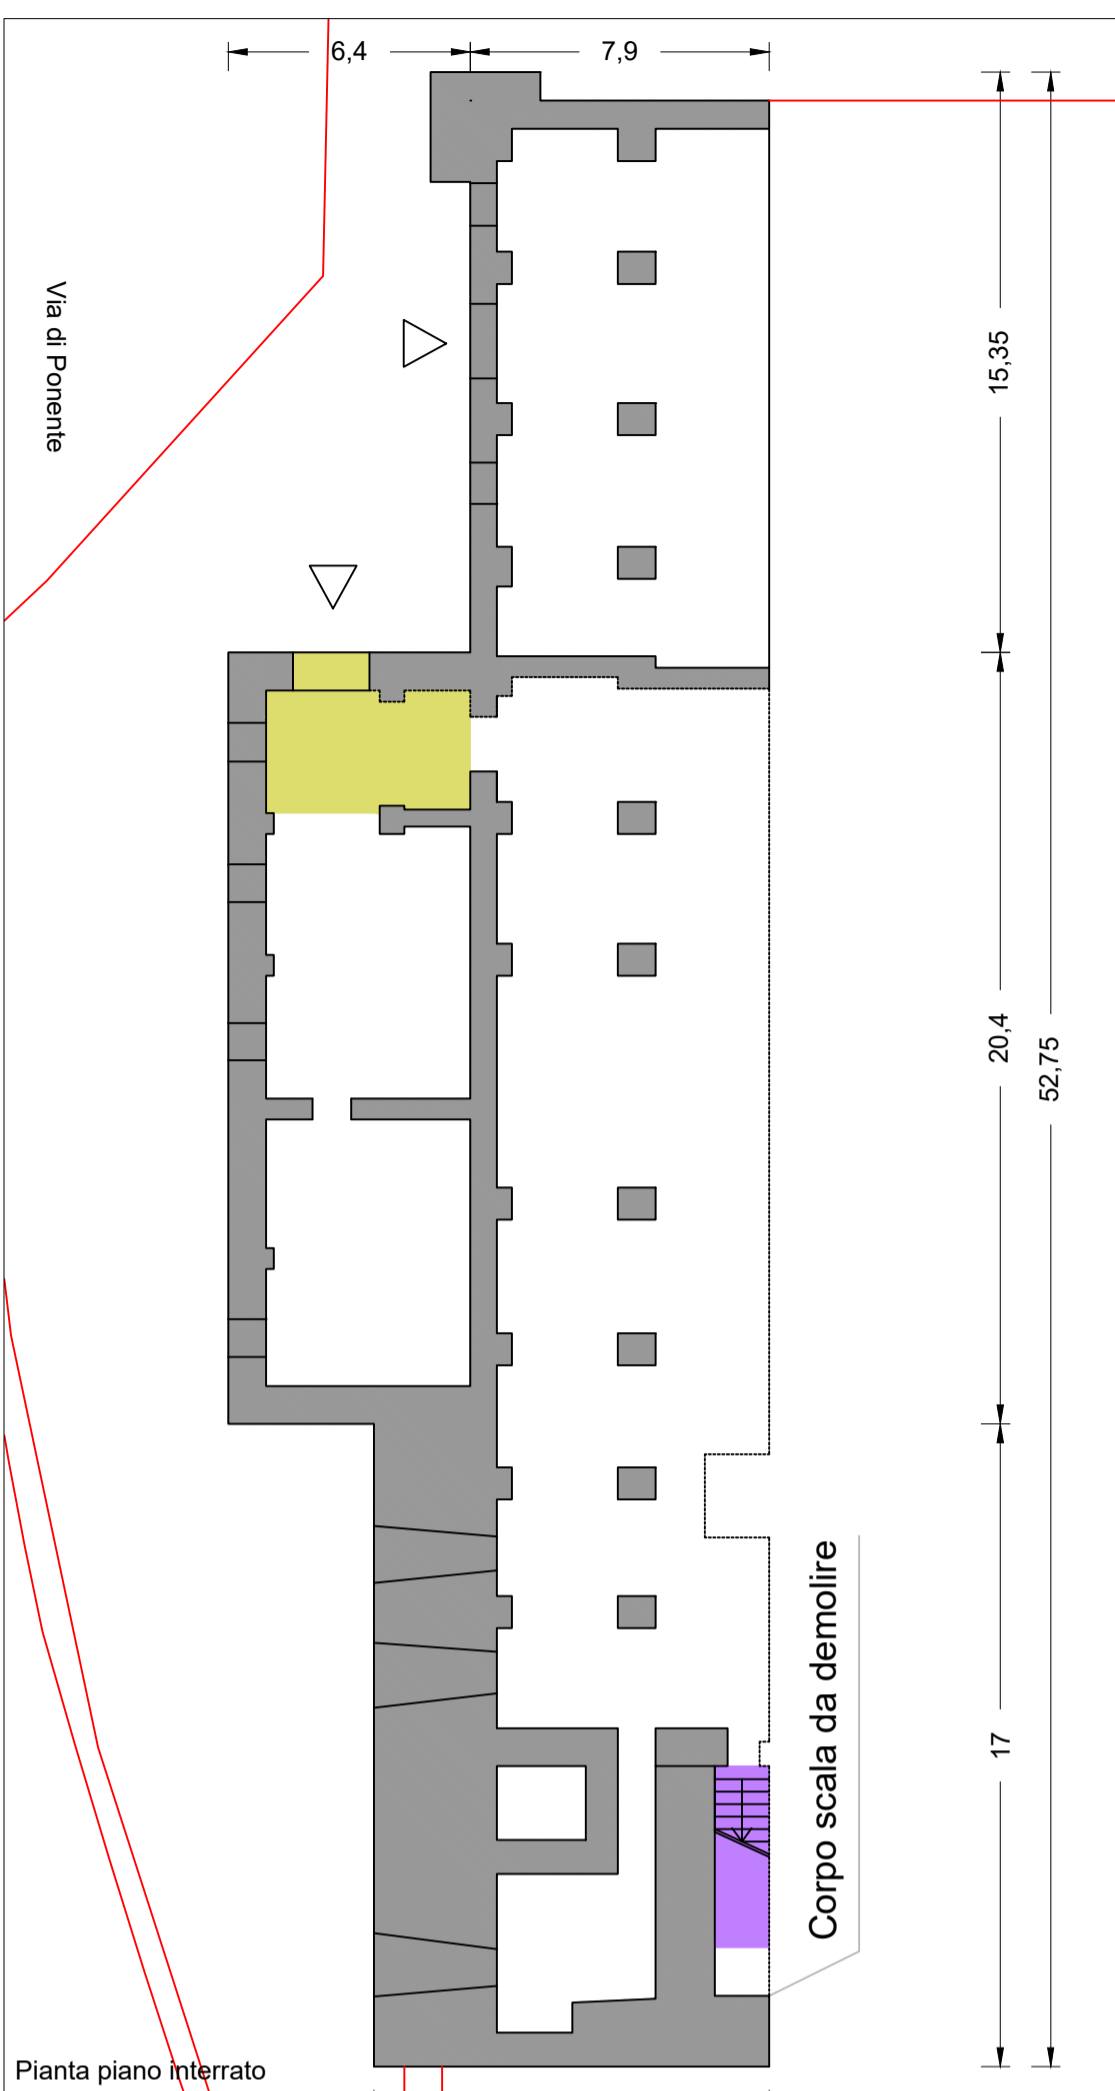 6,4
7,9
Via di Ponente
15,35
20,4
52,75
Corpo scala da demolire
17
Pianta piano interrato